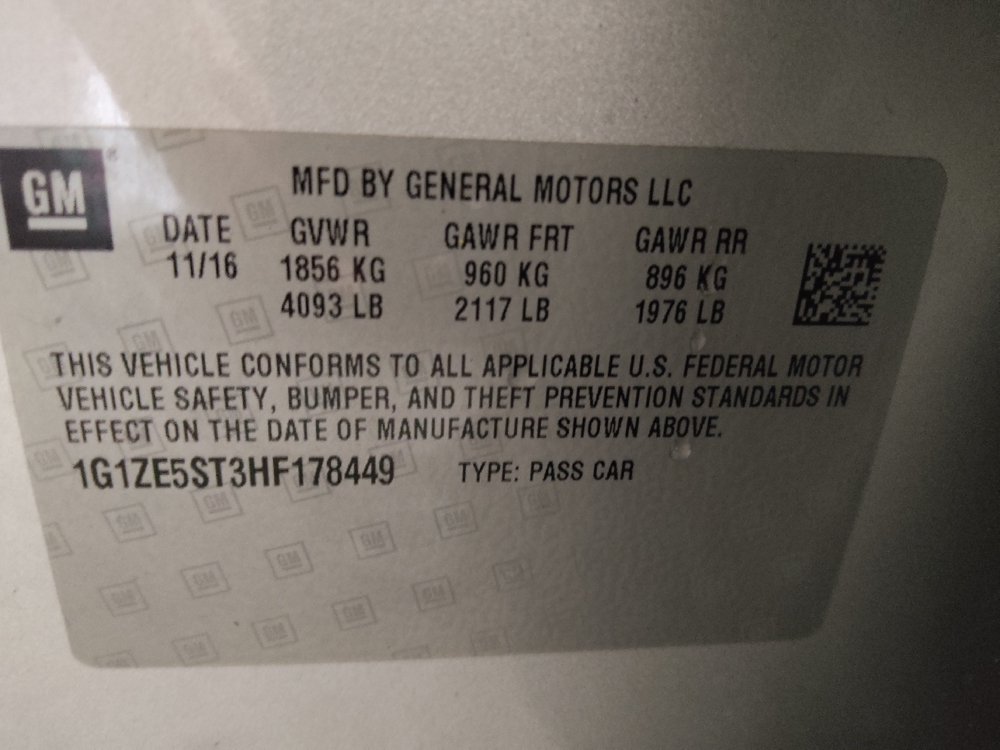 GM
MFD BY GENERAL MOTORS LLC
DATE GVWR GAWR FRT GAWR RR
11/16 1856 KG 960 KG 896 KG
4093 LB 2117 LB 1976 LB
THIS VEHICLE CONFORMS TO ALL APPLICABLE U.S. FEDERAL MOTOR
VEHICLE SAFETY, BUMPER, AND THEFT PREVENTION STANDARDS IN
EFFECT ON THE DATE OF MANUFACTURE SHOWN ABOVE.
1G1ZE5ST3HF178449 TYPE: PASS CAR